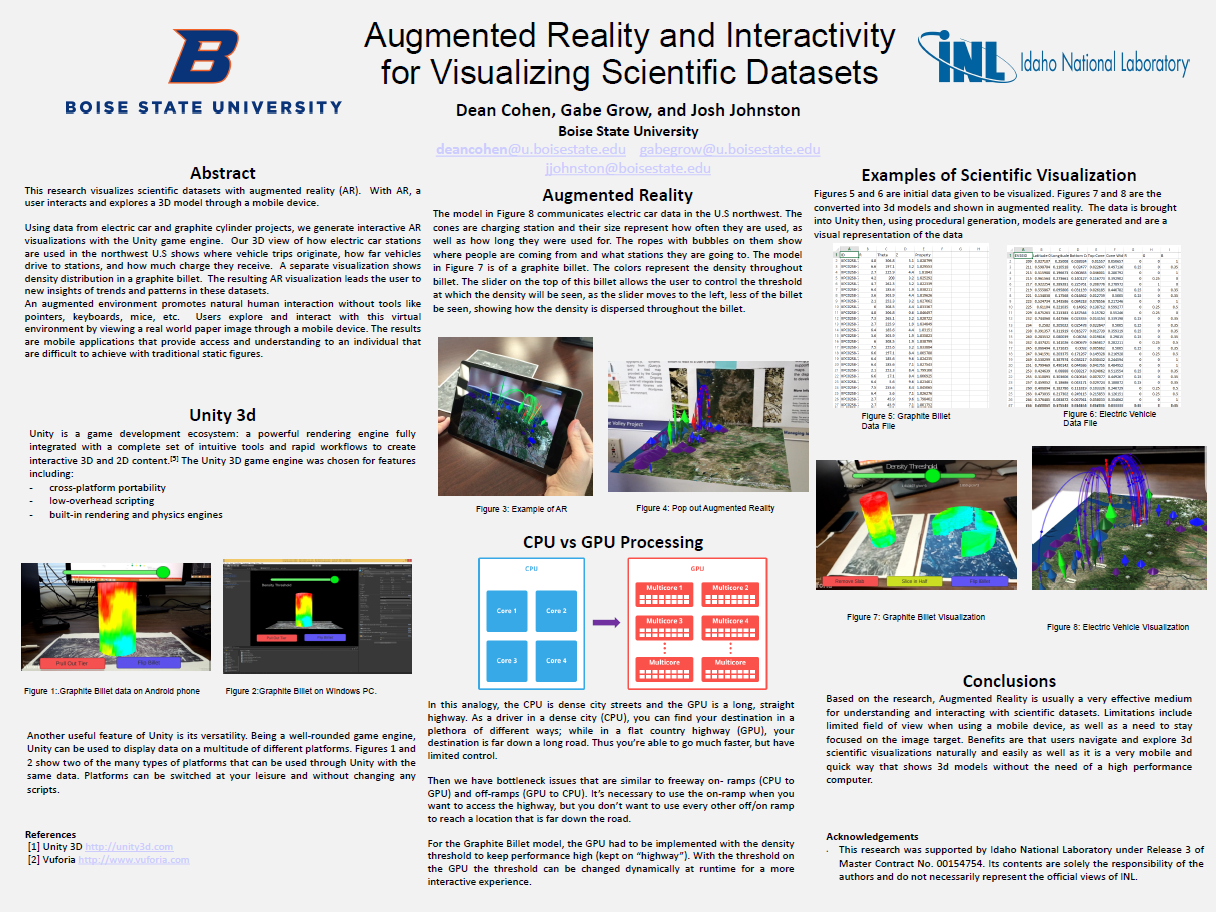 BOISE STATE UNIVERSITY
Augmented Reality and Interactivity
for Visualizing Scientific Datasets
INL Idaho National Laboratory
Dean Cohen, Gabe Grow, and Josh Johnston
Boise State University
deancohen@u.boisestate.edu gabegrow@u.boisestate.edu
jjohnston@boisestate.edu
Abstract
This research visualizes scientific datasets with augmented reality (AR). With AR, a
user interacts and explores a 3D model through a mobile device.
Using data from electric car and graphite cylinder projects, we generate interactive AR
visualizations with the Unity game engine. Our 3D view of how electric car stations
are used in the northwest U.S shows where vehicle trips originate, how far vehicles
drive to stations, and how much charge they receive. A separate visualization shows
density distribution in a graphite billet. The resulting AR visualization leads the user to
new insights of trends and patterns in these datasets.
An augmented environment promotes natural human interaction without tools like
pointers, keyboards, mice, etc. Users explore and interact with this virtual
environment by viewing a real world paper image through a mobile device. The results
are mobile applications that provide access and understanding to an individual that
are difficult to achieve with traditional static figures.
Unity 3d
Unity is a game development ecosystem: a powerful rendering engine fully
integrated with a complete set of intuitive tools and rapid workflows to create
interactive 3D and 2D content.[5] The Unity 3D game engine was chosen for features
including:
- cross-platform portability
- low-overhead scripting
- built-in rendering and physics engines
Pull Out Tier
Flip Billet
Density Threshold
Figure 1:.Graphite Billet data on Android phone
Figure 2:Graphite Billet on Windows PC.
Another useful feature of Unity is its versatility. Being a well-rounded game engine,
Unity can be used to display data on a multitude of different platforms. Figures 1 and
2 show two of the many types of platforms that can be used through Unity with the
same data. Platforms can be switched at your leisure and without changing any
scripts.
References
[1] Unity 3D http://unity3d.com
[2] Vuforia http://www.vuforia.com
Augmented Reality
The model in Figure 8 communicates electric car data in the U.S northwest. The
cones are charging station and their size represent how often they are used, as
well as how long they were used for. The ropes with bubbles on them show
where people are coming from and what stations they are going to. The model
in Figure 7 is of a graphite billet. The colors represent the density throughout
billet. The slider on the top of this billet allows the user to control the threshold
at which the density will be seen, as the slider moves to the left, less of the billet
be seen, showing how the density is dispersed throughout the billet.
Valley Project
Figure 3: Example of AR
Figure 4: Pop out Augmented Reality
CPU vs GPU Processing
CPU
Core 1
Core 2
Core 3
Core 4
GPU
Multicore 1
Multicore 2
Multicore 3
Multicore 4
Multicore
Multicore
In this analogy, the CPU is dense city streets and the GPU is a long, straight
highway. As a driver in a dense city (CPU), you can find your destination in a
plethora of different ways; while in a flat country highway (GPU), your
destination is far down a long road. Thus you're able to go much faster, but have
limited control.
Then we have bottleneck issues that are similar to freeway on- ramps (CPU to
GPU) and off-ramps (GPU to CPU). It's necessary to use the on-ramp when you
want to access the highway, but you don't want to use every other off/on ramp
to reach a location that is far down the road.
For the Graphite Billet model, the GPU had to be implemented with the density
threshold to keep performance high (kept on "highway"). With the threshold on
the GPU the threshold can be changed dynamically at runtime for a more
interactive experience.
Examples of Scientific Visualization
Figures 5 and 6 are initial data given to be visualized. Figures 7 and 8 are the
converted into 3d models and shown in augmented reality. The data is brought
into Unity then, using procedural generation, models are generated and are a
visual representation of the data
Figure 5: Graphite Billet
Data File
Figure 6: Electric Vehicle
Data File
Density Threshold
Slice in Half
Flip Billet
Figure 7: Graphite Billet Visualization
Figure 8: Electric Vehicle Visualization
Conclusions
Based on the research, Augmented Reality is usually a very effective medium
for understanding and interacting with scientific datasets. Limitations include
limited field of view when using a mobile device, as well as a need to stay
focused on the image target. Benefits are that users navigate and explore 3d
scientific visualizations naturally and easily as well as it is a very mobile and
quick way that shows 3d models without the need of a high performance
computer.
Acknowledgements
. This research was supported by Idaho National Laboratory under Release 3 of
Master Contract No. 00154754. Its contents are solely the responsibility of the
authors and do not necessarily represent the official views of INL.